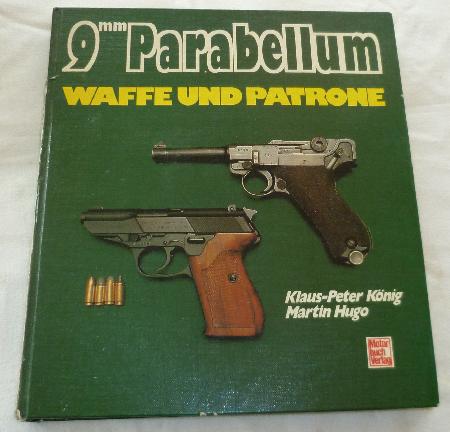 9mm Parabellum
WAFFE UND PATRONE
Klaus-Peter König
Martin Hugo
Motor
buch
Verlag